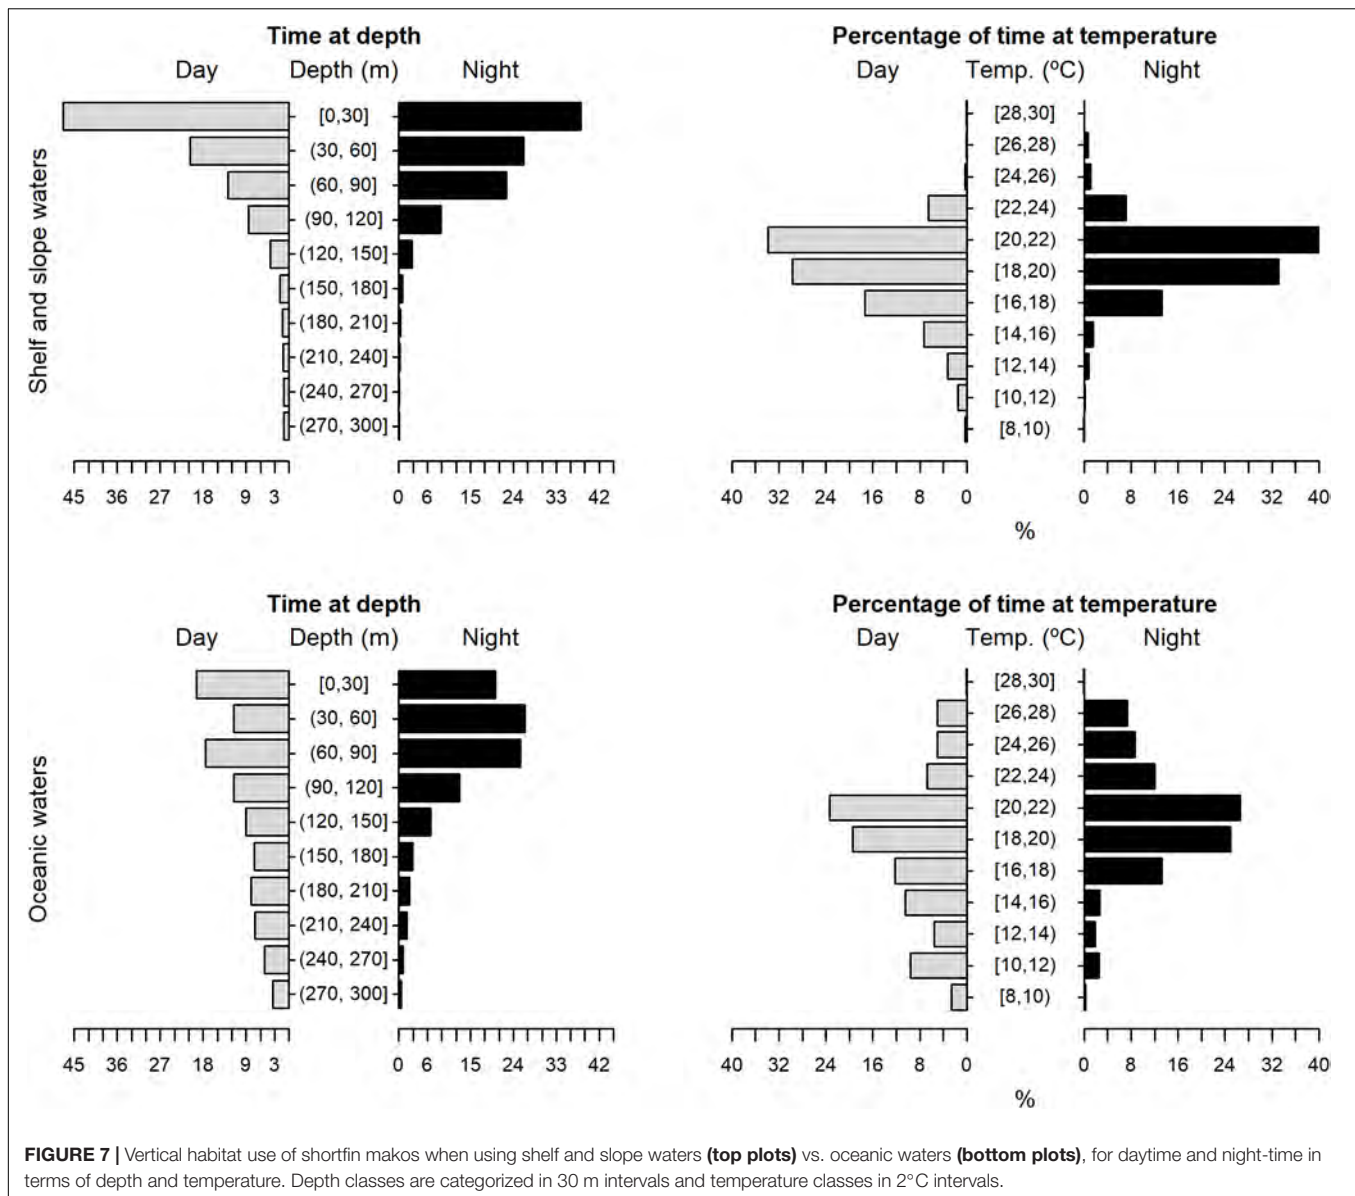 Time at depth
Day Depth (m) Night
Shelf and slope waters
[0,30]
(30, 60]
(60, 90]
(90, 120]
(120, 150]
(150, 180]
(180, 210]
(210, 240]
(240, 270]
(270, 300]
45 36 27 18 9 3 0 6 12 24 33 42
Percentage of time at temperature
Day Temp. (ºC) Night
[28,30]
[26,28)
[24,26)
[22,24)
[20,22)
[18,20)
[16,18)
[14,16)
[12,14)
[10,12)
[8,10)
40 32 24 16 8 0 0 8 16 24 32 40
%
Time at depth
Day Depth (m) Night
Oceanic waters
[0,30]
(30, 60]
(60, 90]
(90, 120]
(120, 150]
(150, 180]
(180, 210]
(210, 240]
(240, 270]
(270, 300]
45 36 27 18 9 3 0 6 12 24 33 42
Percentage of time at temperature
Day Temp. (ºC) Night
[28,30]
[26,28)
[24,26)
[22,24)
[20,22)
[18,20)
[16,18)
[14,16)
[12,14)
[10,12)
[8,10)
40 32 24 16 8 0 0 8 16 24 32 40
%
FIGURE 7 | Vertical habitat use of shortfin makos when using shelf and slope waters (top plots) vs. oceanic waters (bottom plots), for daytime and night-time in
terms of depth and temperature. Depth classes are categorized in 30 m intervals and temperature classes in 2°C intervals.